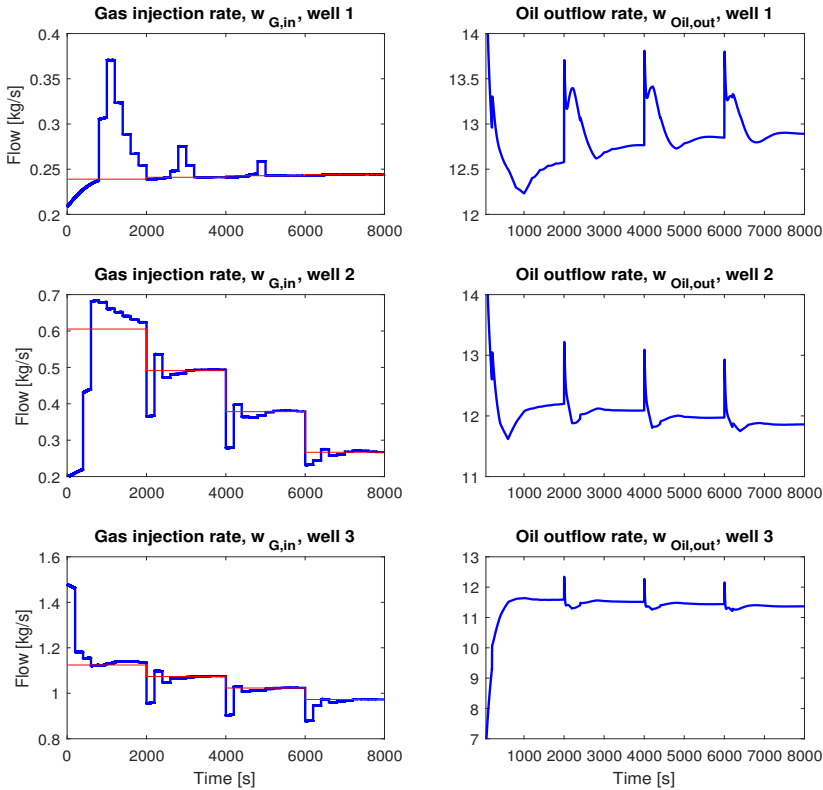 Gas injection rate, w G,in, well 1
Flow [kg/s]
0.4
0.35
0.3
0.25
0.2
0 2000 4000 6000 8000
Oil outflow rate, w Oil,out, well 1
14
13.5
13
12.5
12
1000 2000 3000 4000 5000 6000 7000 8000
Gas injection rate, w G,in, well 2
Flow [kg/s]
0.7
0.6
0.5
0.4
0.3
0.2
0 2000 4000 6000 8000
Oil outflow rate, w Oil,out, well 2
14
13
12
11
1000 2000 3000 4000 5000 6000 7000 8000
Gas injection rate, w G,in, well 3
Flow [kg/s]
1.6
1.4
1.2
1
0.8
0 2000 4000 6000 8000
Time [s]
Oil outflow rate, w Oil,out, well 3
13
12
11
10
9
8
7
1000 2000 3000 4000 5000 6000 7000 8000
Time [s]